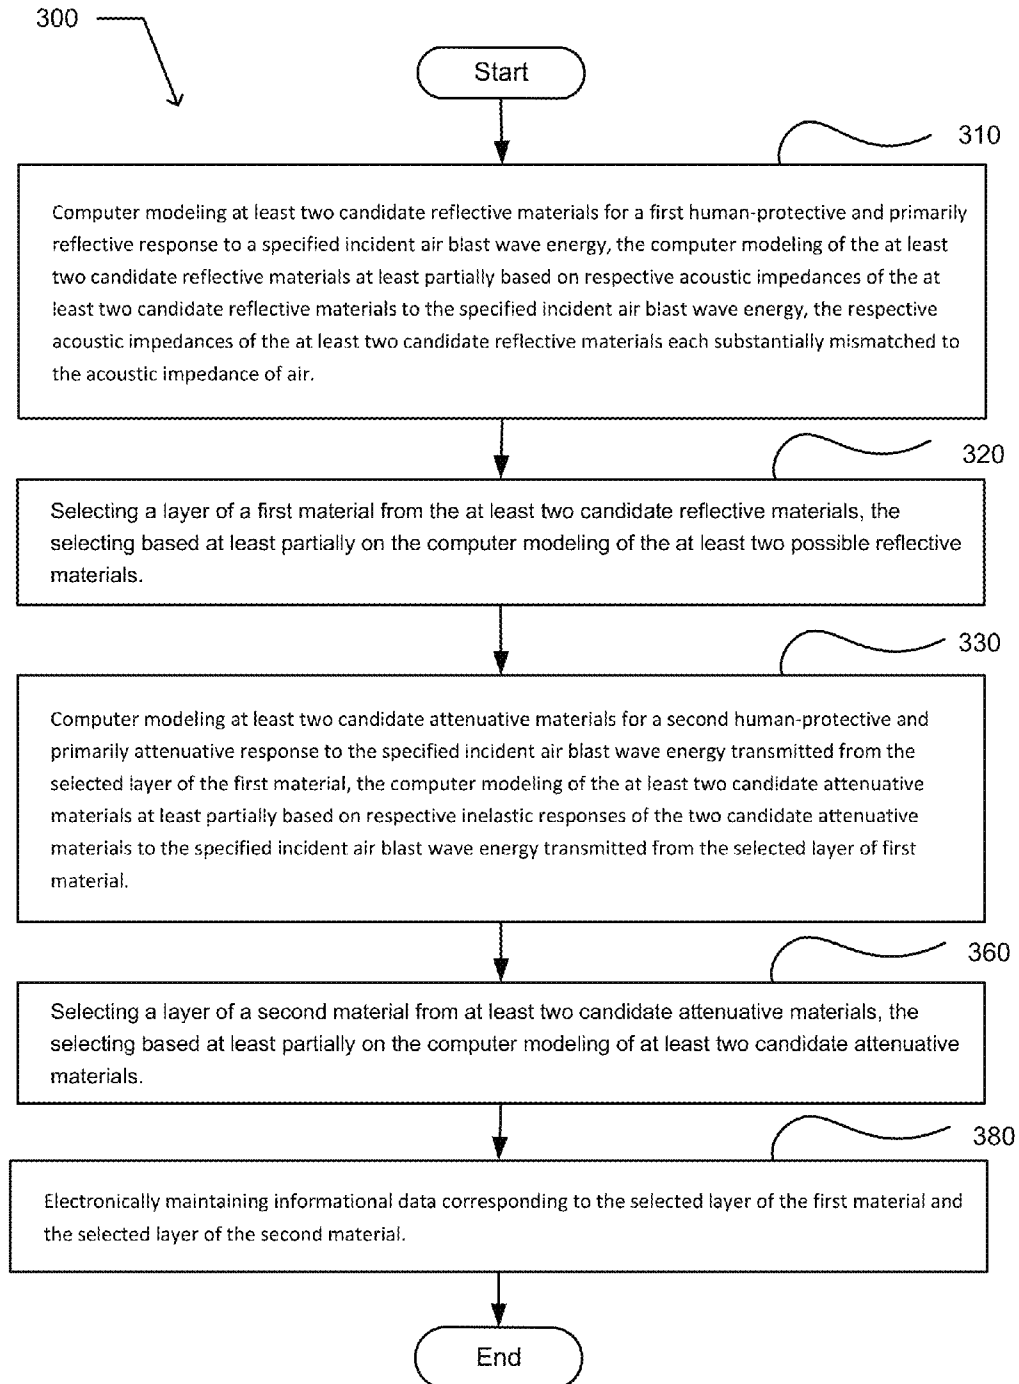 300
Start
310
Computer modeling at least two candidate reflective materials for a first human-protective and primarily
reflective response to a specified incident air blast wave energy, the computer modeling of the at least
two candidate reflective materials at least partially based on respective acoustic impedances of the at
least two candidate reflective materials to the specified incident air blast wave energy, the respective
acoustic impedances of the at least two candidate reflective materials each substantially mismatched to
the acoustic impedance of air.
320
Selecting a layer of a first material from the at least two candidate reflective materials, the
selecting based at least partially on the computer modeling of the at least two possible reflective
materials.
330
Computer modeling at least two candidate attenuative materials for a second human-protective and
primarily attenuative response to the specified incident air blast wave energy transmitted from the
selected layer of the first material, the computer modeling of the at least two candidate attenuative
materials at least partially based on respective inelastic responses of the two candidate attenuative
materials to the specified incident air blast wave energy transmitted from the selected layer of first
material.
360
Selecting a layer of a second material from at least two candidate attenuative materials, the
selecting based at least partially on the computer modeling of at least two candidate attenuative
materials.
380
Electronically maintaining informational data corresponding to the selected layer of the first material and
the selected layer of the second material.
End